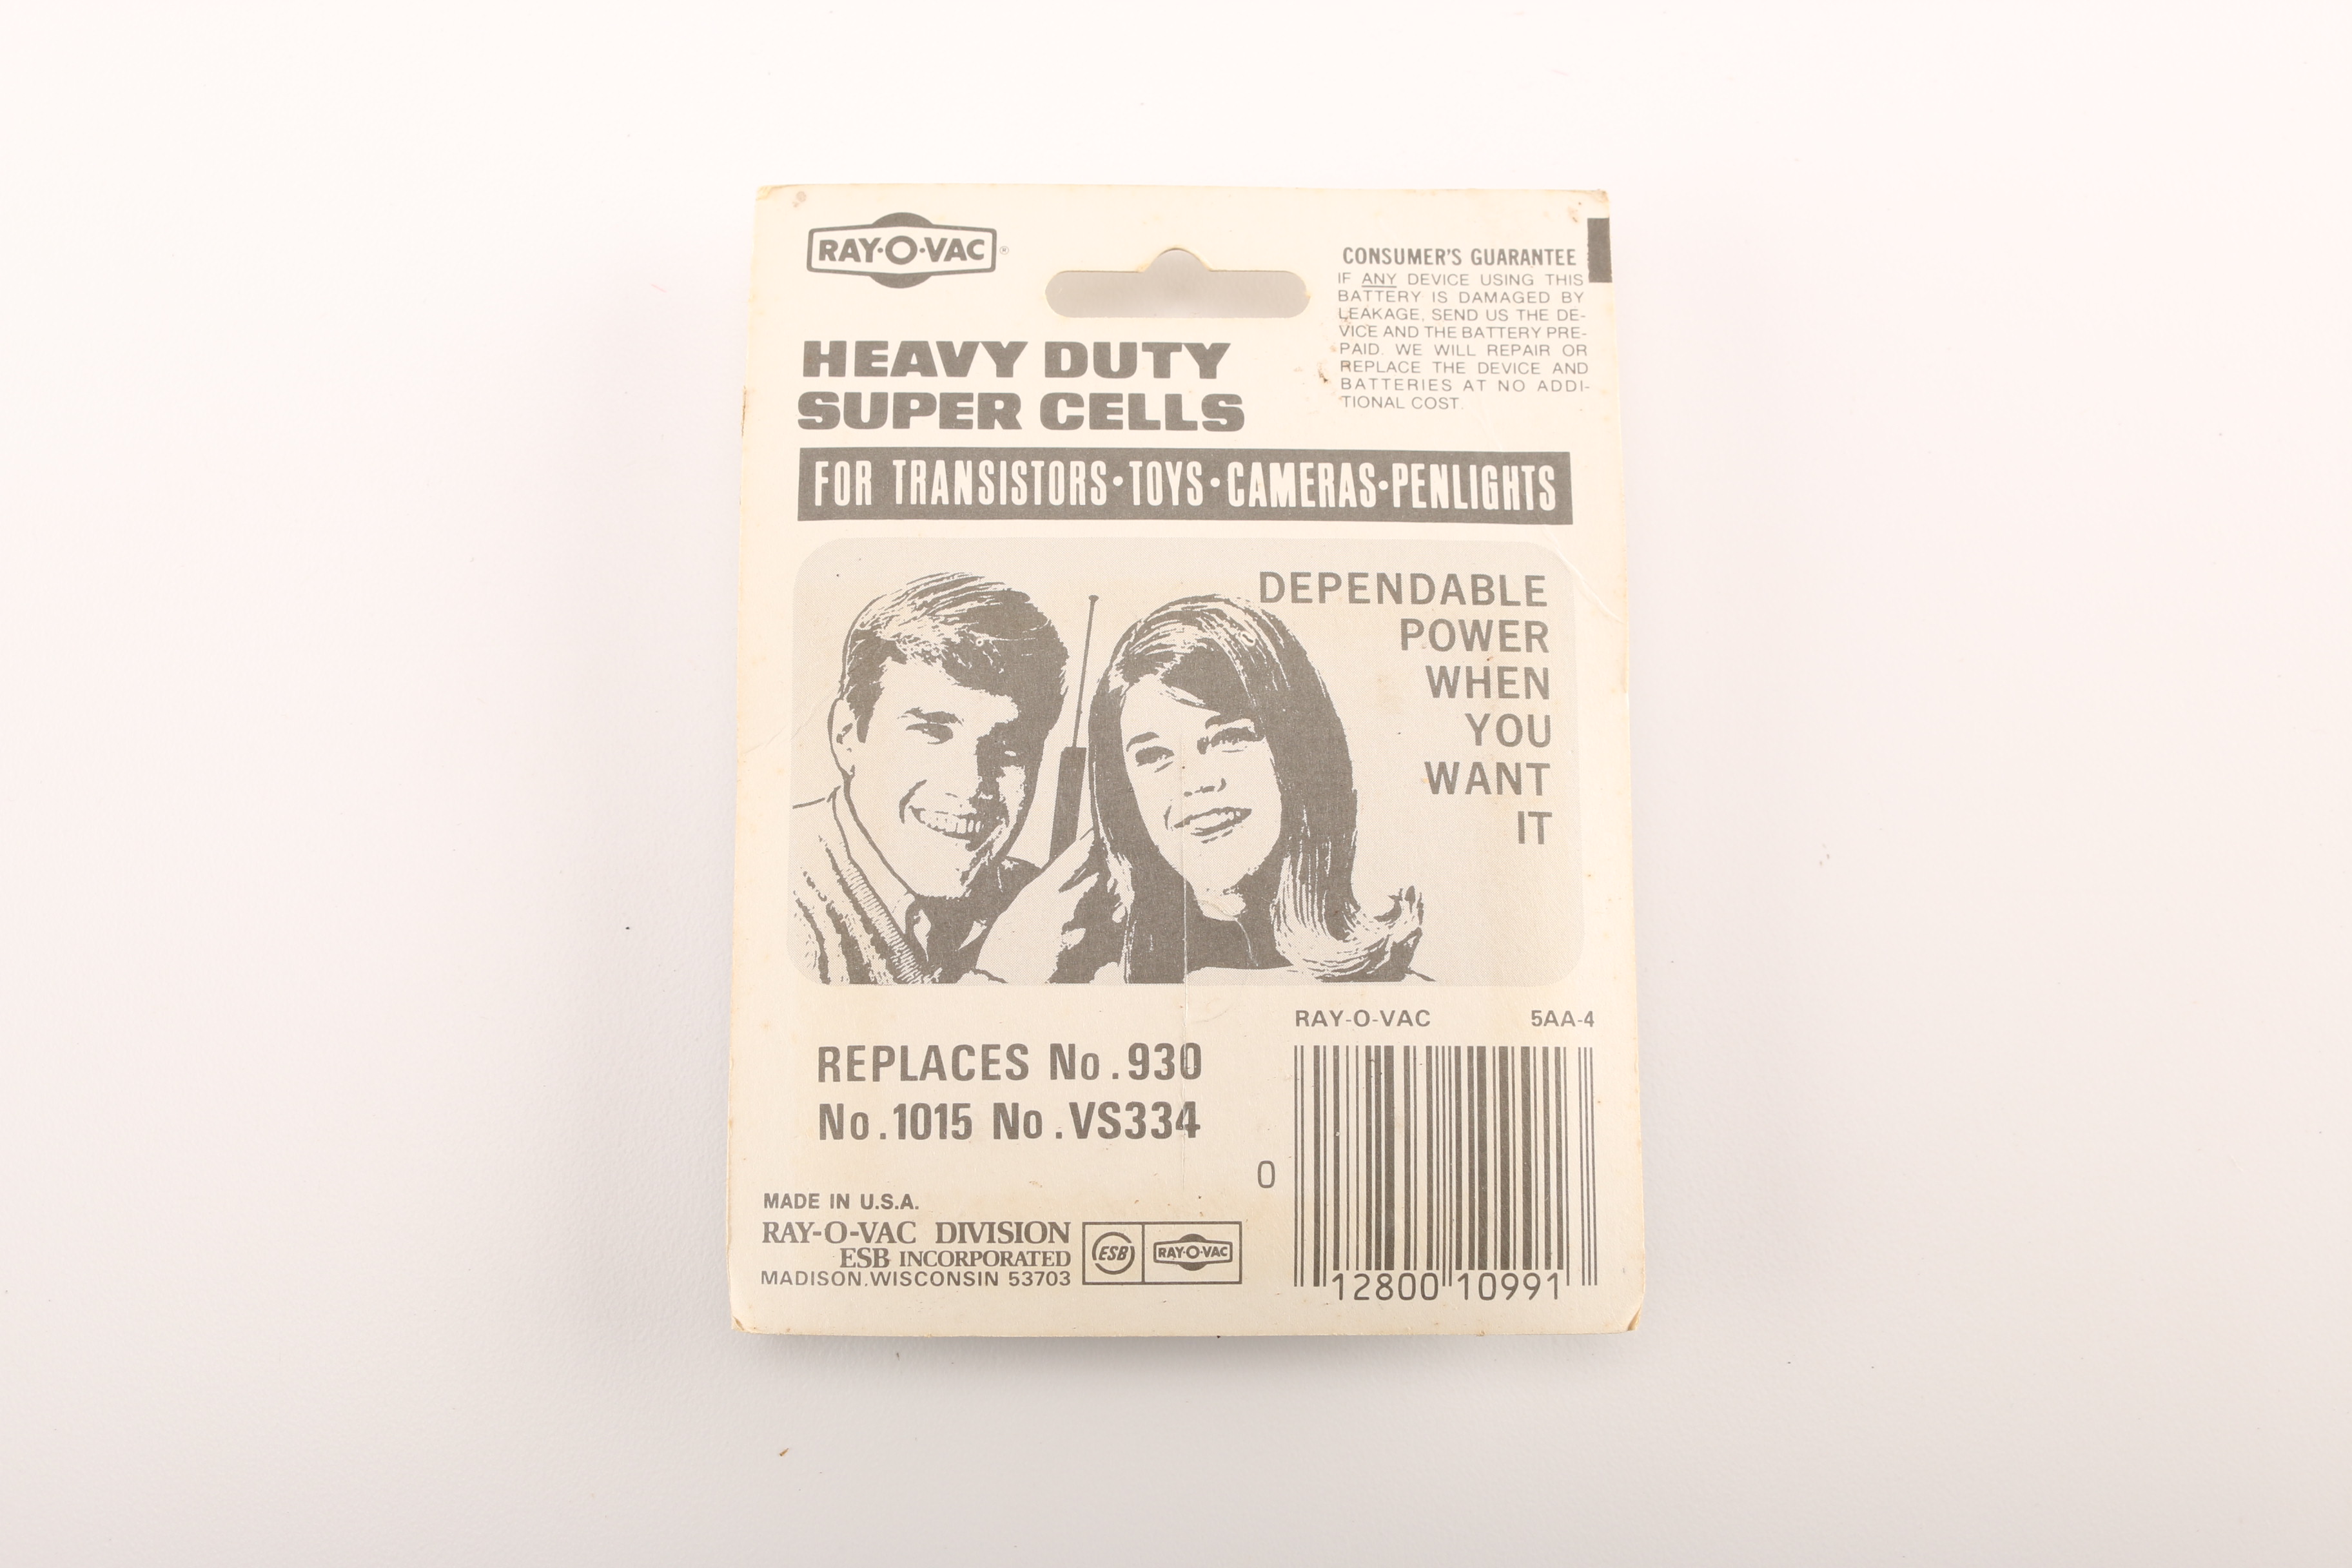 RAY·O·VAC®
CONSUMER'S GUARANTEE
IF ANY DEVICE USING THIS
BATTERY IS DAMAGED BY
LEAKAGE, SEND US THE DE-
VICE AND THE BATTERY PRE-
PAID. WE WILL REPAIR OR
REPLACE THE DEVICE AND
BATTERIES AT NO ADDI-
TIONAL COST.
HEAVY DUTY
SUPER CELLS
FOR TRANSISTORS·TOYS·CAMERAS·PENLIGHTS
DEPENDABLE
POWER
WHEN
YOU
WANT
IT
REPLACES No.930
No.1015 No.VS334
MADE IN U.S.A.
RAY-O-VAC DIVISION
ESB INCORPORATED
MADISON.WISCONSIN 53703
ESB RAY·O·VAC
RAY-O-VAC 5AA-4
0 12800 10991